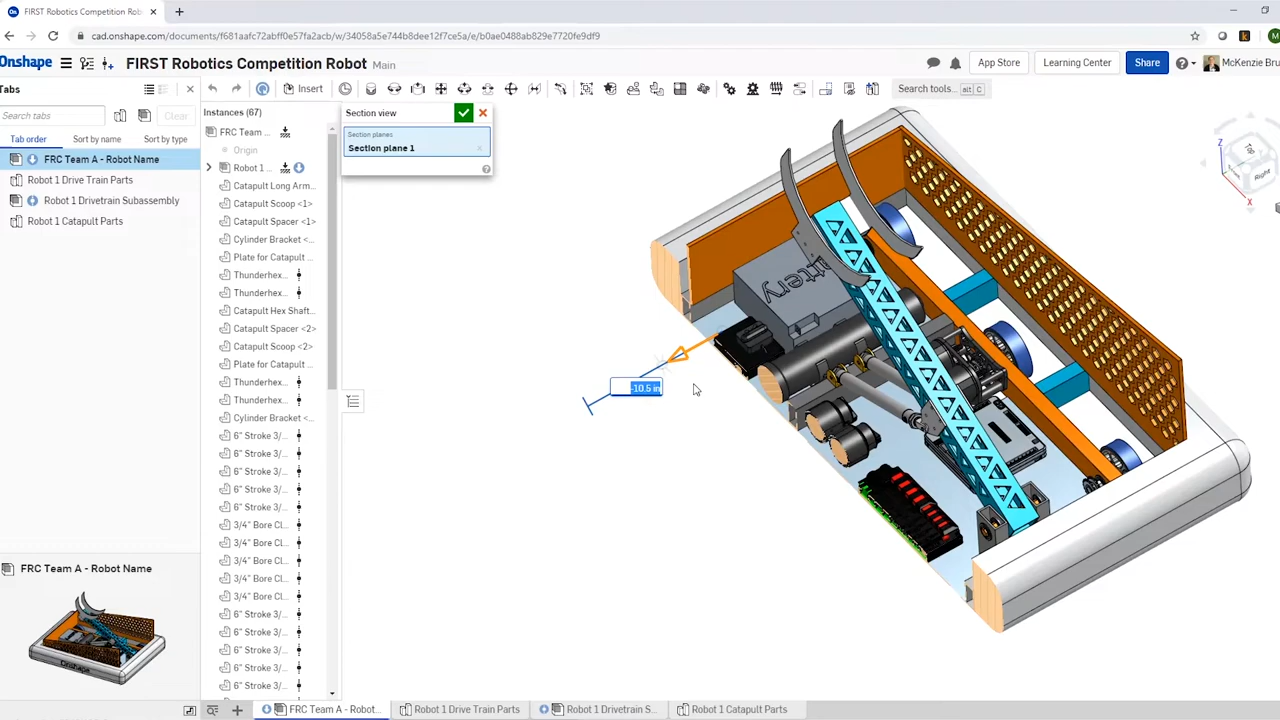 FIRST Robotics Competition Rob
cad.onshape.com/documents/f681aafc72abff0e57fa2acb/w/34058a5e744b8dee12f7ce5a/e/b0ae0488ab829e7720fe9df9
Onshape
FIRST Robotics Competition Robot Main
App Store
Learning Center
Share
McKenzie Bru
Tabs
Insert
Search tools... alt C
Search tabs
Clear
Tab order
Sort by name
Sort by type
FRC Team A - Robot Name
Robot 1 Drive Train Parts
Robot 1 Drivetrain Subassembly
Robot 1 Catapult Parts
Instances (67)
FRC Team ...
Origin
Robot 1 ...
Catapult Long Arm...
Catapult Scoop <1>
Catapult Spacer <1>
Cylinder Bracket <...
Plate for Catapult ...
Thunderhex...
Thunderhex...
Catapult Hex Shaft...
Catapult Spacer <2>
Catapult Scoop <2>
Plate for Catapult ...
Thunderhex...
Thunderhex...
Cylinder Bracket <...
6" Stroke 3/...
6" Stroke 3/...
6" Stroke 3/...
6" Stroke 3/...
6" Stroke 3/...
3/4" Bore Cl...
3/4" Bore Cl...
3/4" Bore Cl...
3/4" Bore Cl...
3/4" Bore Cl...
6" Stroke 3/...
6" Stroke 3/...
6" Stroke 3/...
6" Stroke 3/...
6" Stroke 3/...
Section view
Section planes
Section plane 1
-10.5 in
Battery
Z
Right
X
FRC Team A - Robot Name
Onshape
FRC Team A - Robot...
Robot 1 Drive Train Parts
Robot 1 Drivetrain S...
Robot 1 Catapult Parts